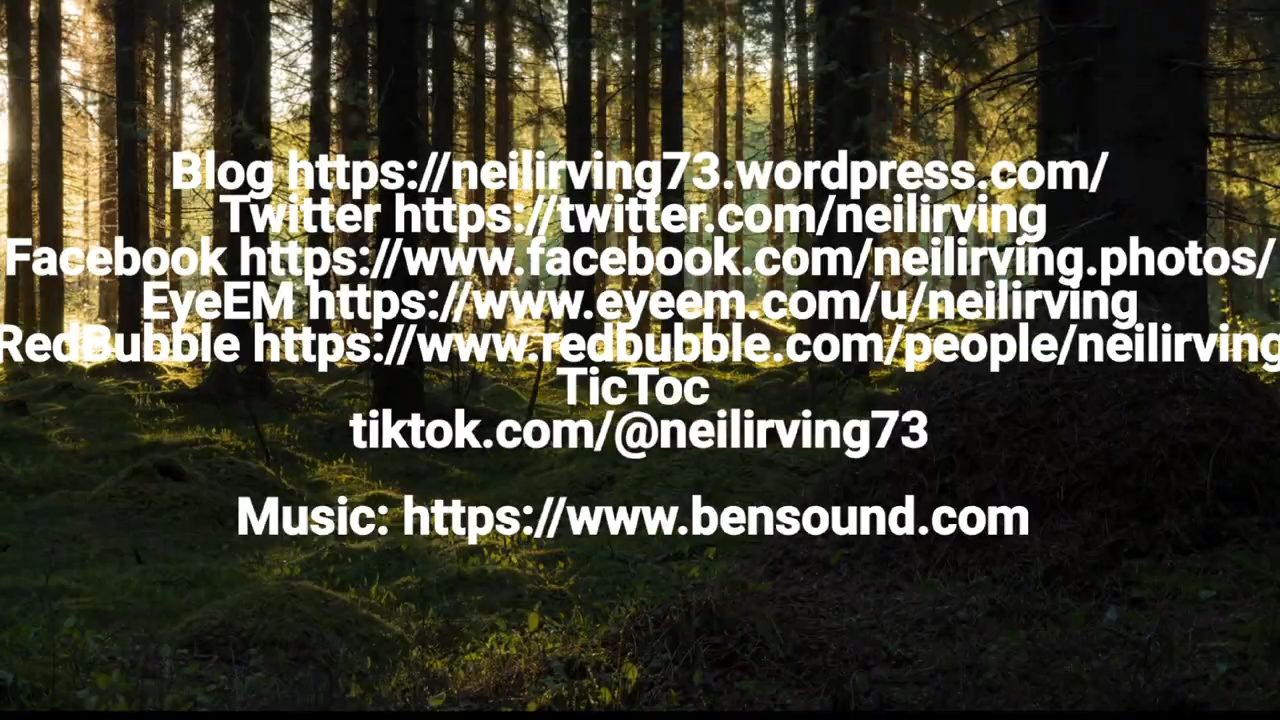 Blog https://neilirving73.wordpress.com/
Twitter https://twitter.com/neilirving
Facebook https://www.facebook.com/neilirving.photos/
EyeEM https://www.eyeem.com/u/neilirving
RedBubble https://www.redbubble.com/people/neilirving
TicToc
tiktok.com/@neilirving73
Music: https://www.bensound.com